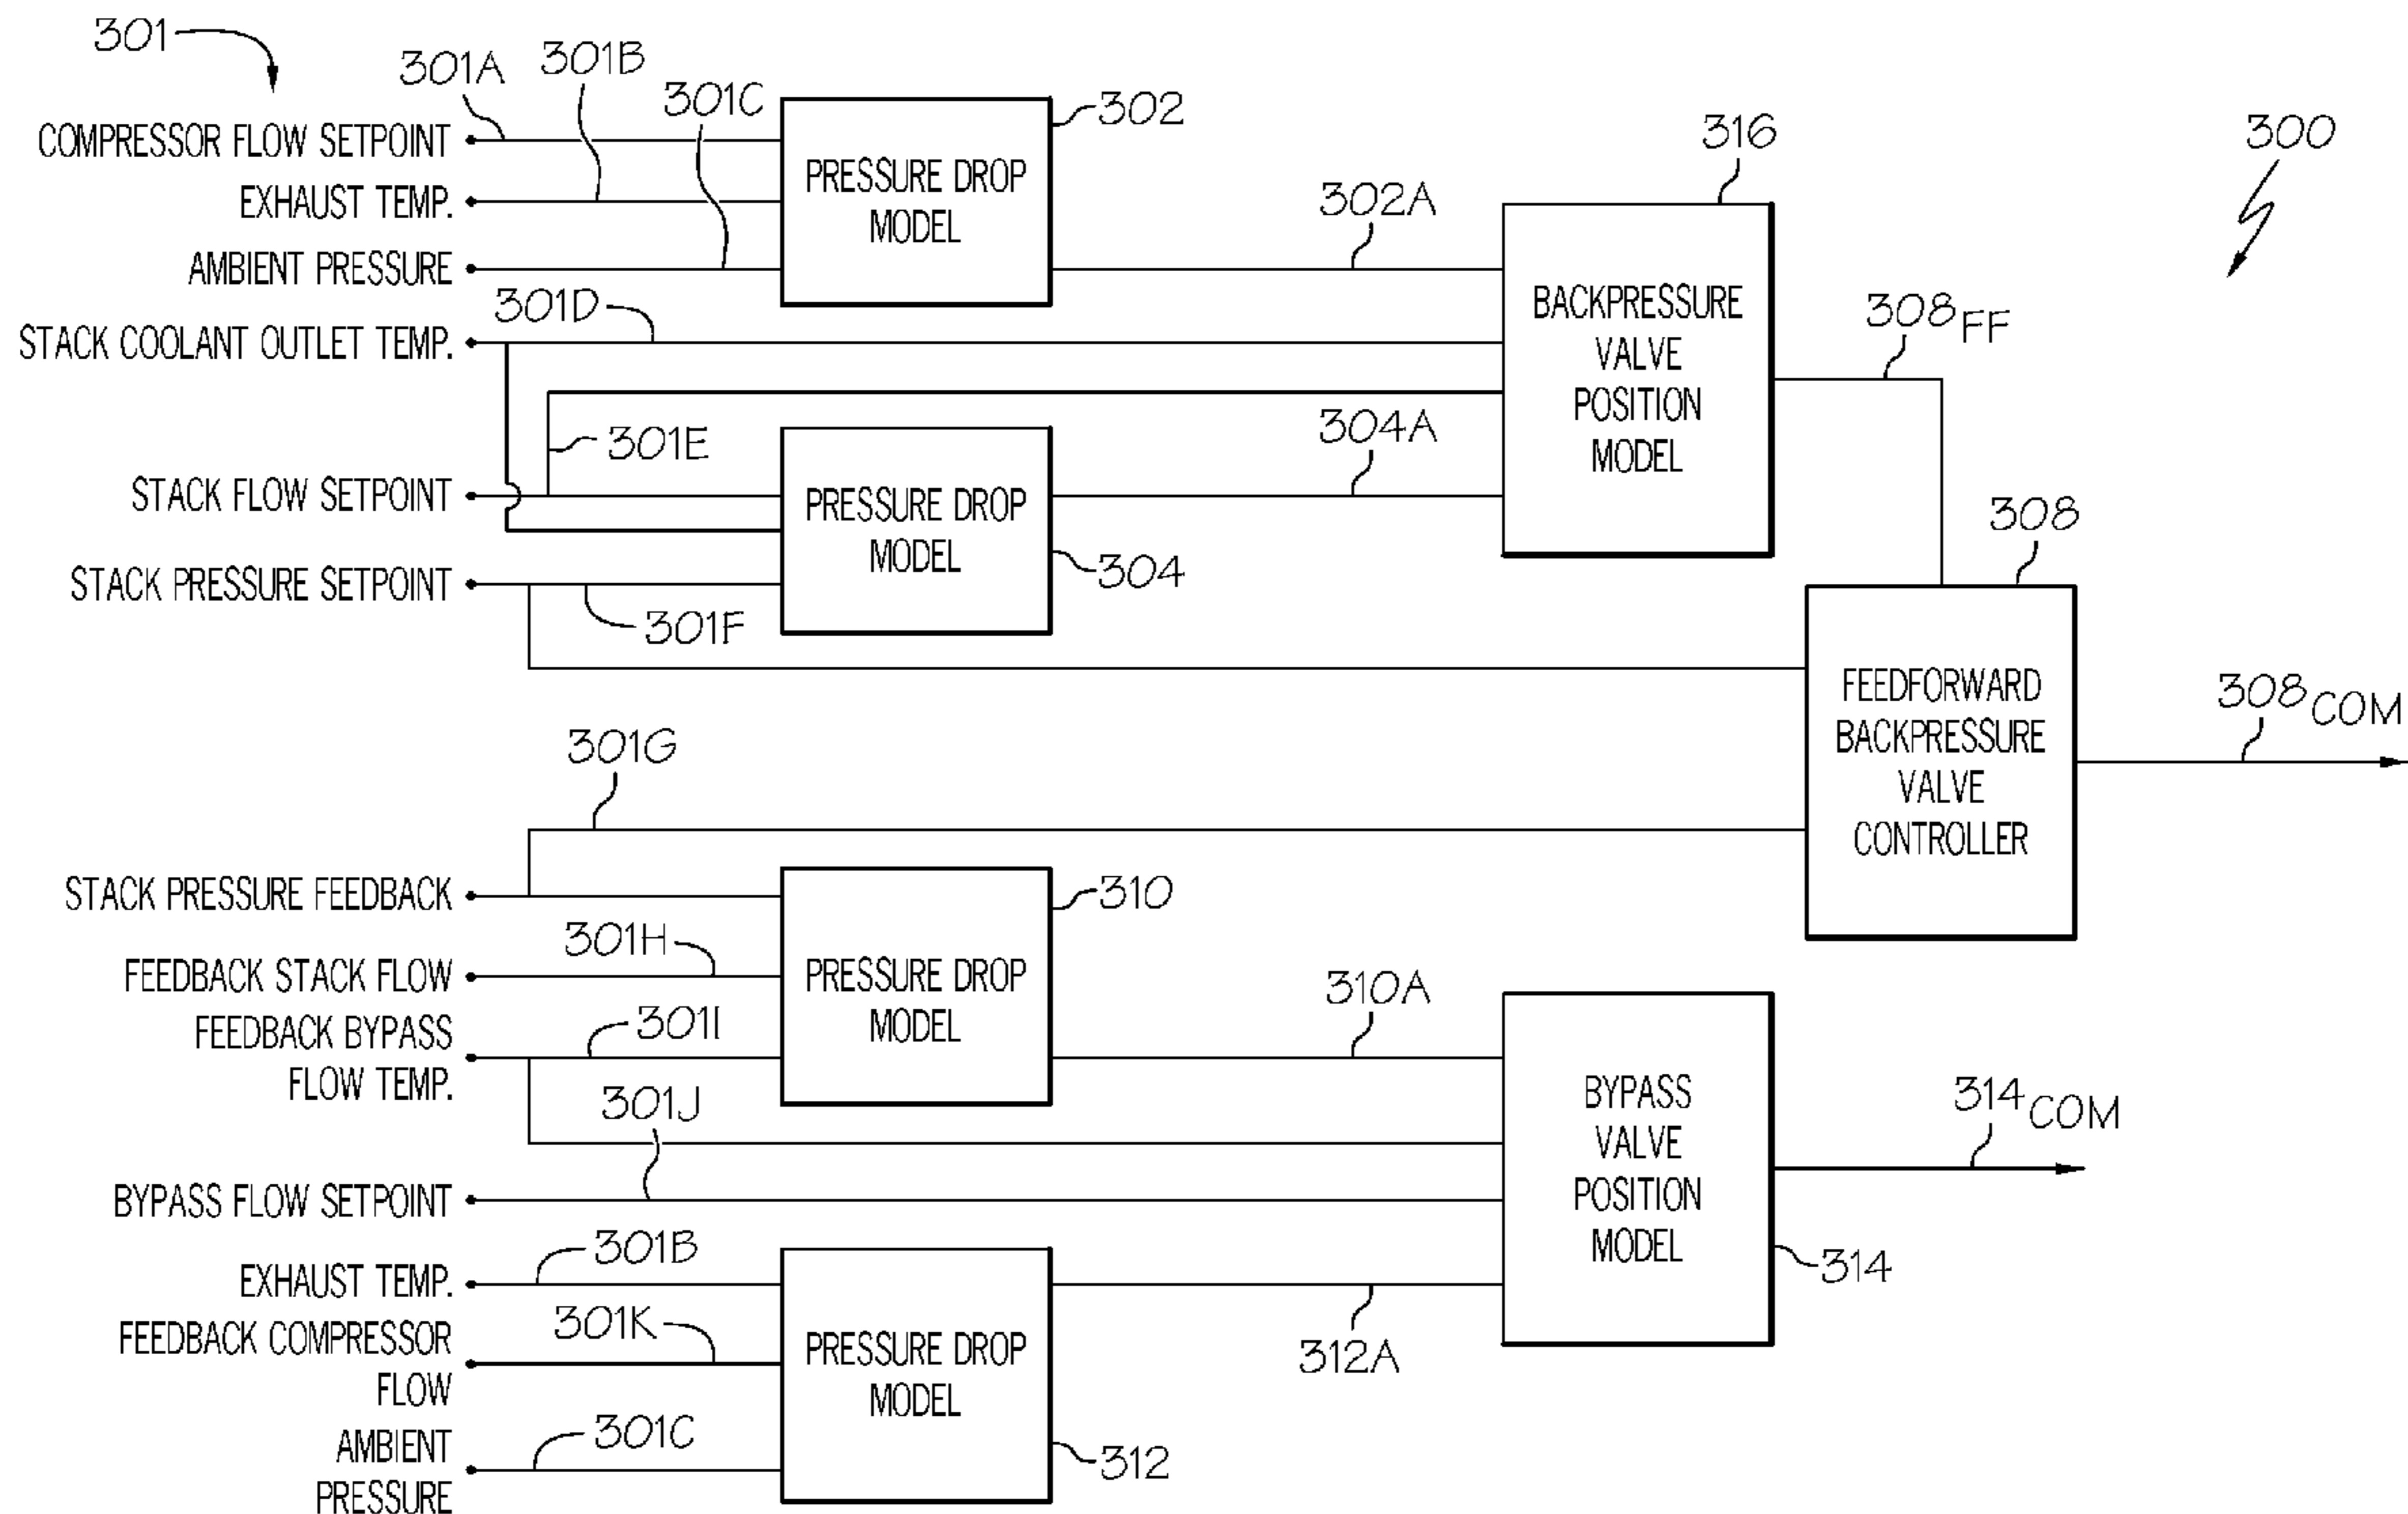 301
301A
301B
301C
COMPRESSOR FLOW SETPOINT
EXHAUST TEMP.
AMBIENT PRESSURE
PRESSURE DROP
MODEL
302
302A
316
300
STACK COOLANT OUTLET TEMP.
301D
BACKPRESSURE
VALVE
POSITION
MODEL
308FF
301E
STACK FLOW SETPOINT
PRESSURE DROP
MODEL
304
304A
STACK PRESSURE SETPOINT
301F
308
FEEDFORWARD
BACKPRESSURE
VALVE
CONTROLLER
308COM
301G
STACK PRESSURE FEEDBACK
301H
FEEDBACK STACK FLOW
FEEDBACK BYPASS
FLOW TEMP.
301I
PRESSURE DROP
MODEL
310
310A
301J
BYPASS FLOW SETPOINT
BYPASS
VALVE
POSITION
MODEL
314
314COM
EXHAUST TEMP.
301B
FEEDBACK COMPRESSOR
FLOW
301K
AMBIENT
PRESSURE
301C
PRESSURE DROP
MODEL
312
312A